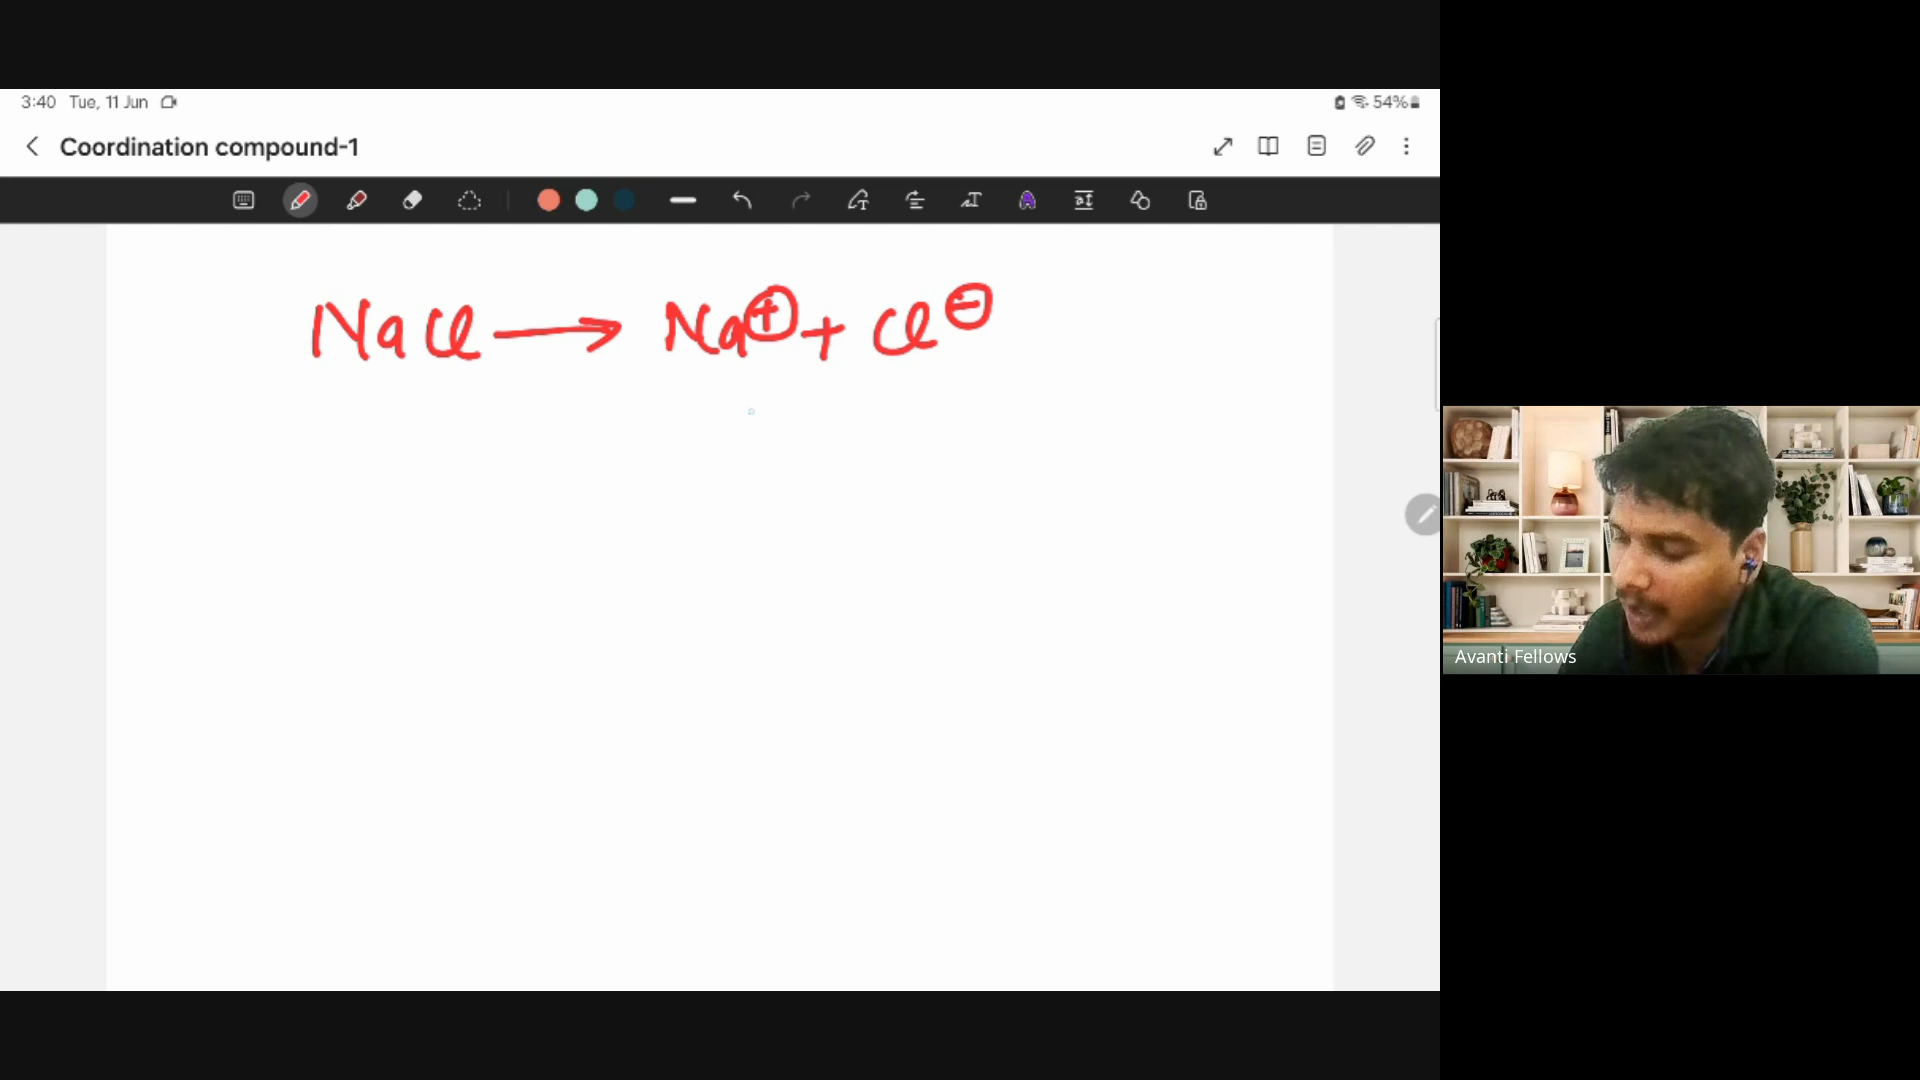 3:40 Tue, 11 Jun
54%
Coordination compound-1
NaCl ⟶ Na⊕ + Cl⊖
Avanti Fellows